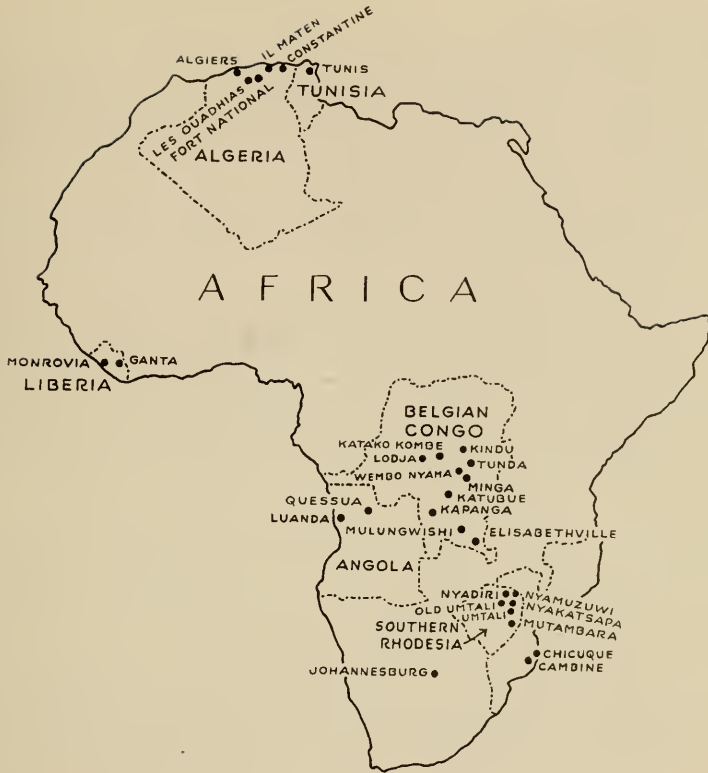 IL MATEN
CONSTANTINE
ALGIERS
TUNIS
TUNISIA
LES OUADHIAS
FORT NATIONAL
ALGERIA
AFRICA
MONROVIA
GANTA
LIBERIA
BELGIAN
CONGO
KATAKO KOMBE
KINDU
LODJA
TUNDA
WEMBO NYAMA
MINGA
KATUBUE
QUESSUA
KAPANGA
LUANDA
MULUNGWISHI
ELISABETHVILLE
ANGOLA
NYADIRI
NYAMUZUWI
OLD UMTALI
NYAKATSAPA
UMTALI
MUTAMBARA
SOUTHERN
RHODESIA
CHICUQUE
CAMBINE
JOHANNESBURG